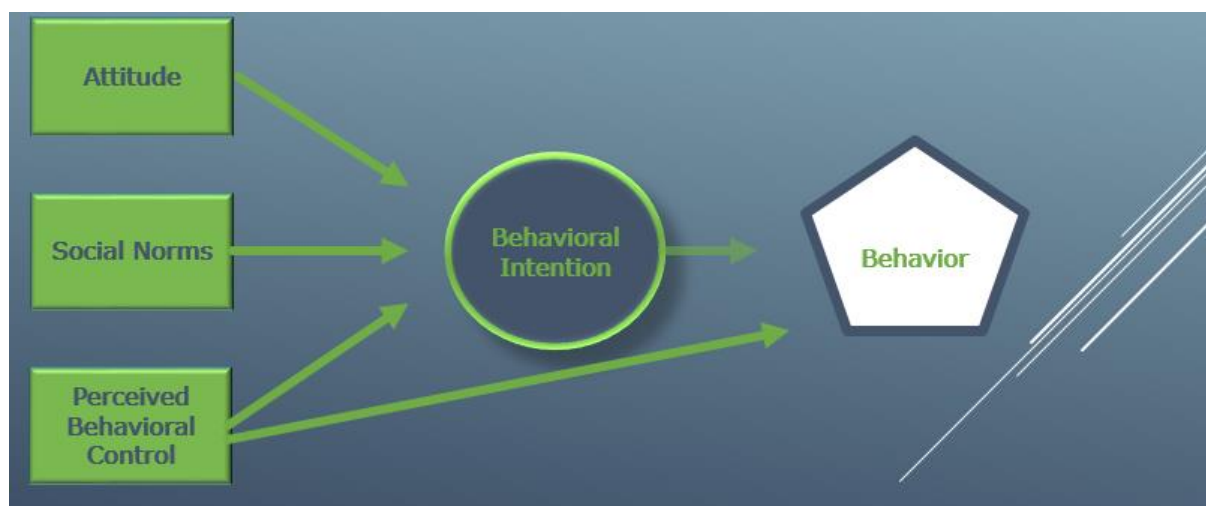 Attitude
Social Norms
Perceived
Behavioral
Control
Behavioral
Intention
Behavior